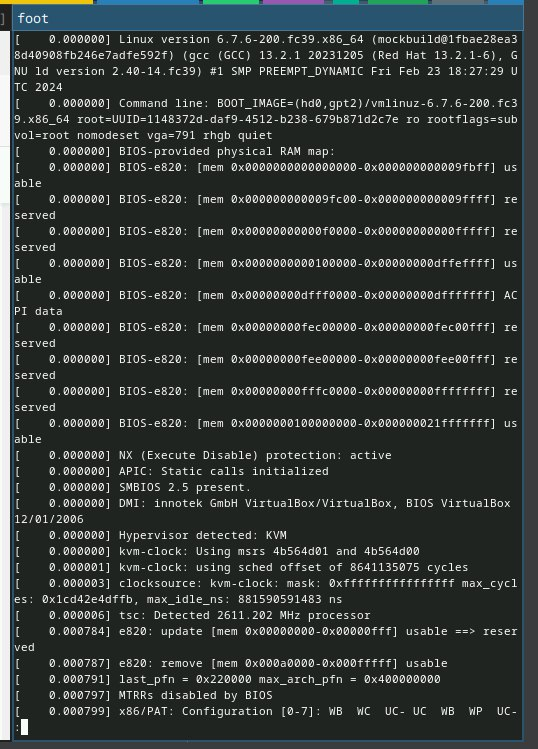 ]
foot
[    0.000000] Linux version 6.7.6-200.fc39.x86_64 (mockbuild@1fbae28ea3
8d40908fb246e7adfe592f) (gcc (GCC) 13.2.1 20231205 (Red Hat 13.2.1-6), G
NU ld version 2.40-14.fc39) #1 SMP PREEMPT_DYNAMIC Fri Feb 23 18:27:29 U
TC 2024
[    0.000000] Command line: BOOT_IMAGE=(hd0,gpt2)/vmlinuz-6.7.6-200.fc3
9.x86_64 root=UUID=1148372d-daf9-4512-b238-679b871d2c7e ro rootflags=sub
vol=root nomodeset vga=791 rhgb quiet
[    0.000000] BIOS-provided physical RAM map:
[    0.000000] BIOS-e820: [mem 0x0000000000000000-0x000000000009fbff] us
able
[    0.000000] BIOS-e820: [mem 0x000000000009fc00-0x000000000009ffff] re
served
[    0.000000] BIOS-e820: [mem 0x00000000000f0000-0x00000000000fffff] re
served
[    0.000000] BIOS-e820: [mem 0x0000000000100000-0x00000000dffeffff] us
able
[    0.000000] BIOS-e820: [mem 0x00000000dfff0000-0x00000000dfffffff] AC
PI data
[    0.000000] BIOS-e820: [mem 0x00000000fec00000-0x00000000fec00fff] re
served
[    0.000000] BIOS-e820: [mem 0x00000000fee00000-0x00000000fee00fff] re
served
[    0.000000] BIOS-e820: [mem 0x00000000fffc0000-0x00000000ffffffff] re
served
[    0.000000] BIOS-e820: [mem 0x0000000100000000-0x000000021fffffff] us
able
[    0.000000] NX (Execute Disable) protection: active
[    0.000000] APIC: Static calls initialized
[    0.000000] SMBIOS 2.5 present.
[    0.000000] DMI: innotek GmbH VirtualBox/VirtualBox, BIOS VirtualBox
12/01/2006
[    0.000000] Hypervisor detected: KVM
[    0.000000] kvm-clock: Using msrs 4b564d01 and 4b564d00
[    0.000001] kvm-clock: using sched offset of 8641135075 cycles
[    0.000003] clocksource: kvm-clock: mask: 0xffffffffffffffff max_cycl
es: 0x1cd42e4dffb, max_idle_ns: 881590591483 ns
[    0.000006] tsc: Detected 2611.202 MHz processor
[    0.000784] e820: update [mem 0x00000000-0x00000fff] usable ==> reser
ved
[    0.000787] e820: remove [mem 0x000a0000-0x000fffff] usable
[    0.000791] last_pfn = 0x220000 max_arch_pfn = 0x400000000
[    0.000797] MTRRs disabled by BIOS
[    0.000799] x86/PAT: Configuration [0-7]: WB  WC  UC- UC  WB  WP  UC-
: